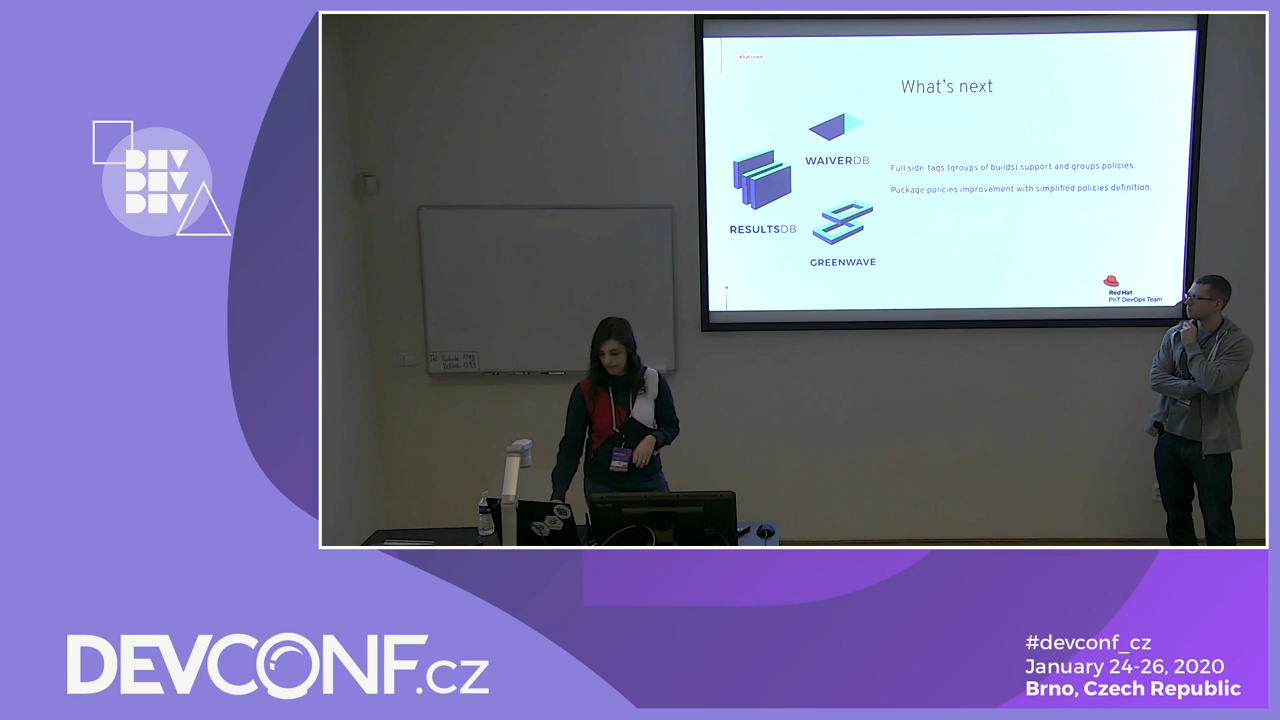 DEV
DEV
DEV
What's next
What's next
WAIVERDB
RESULTSDB
GREENWAVE
Full side-tags (groups of builds) support and groups policies.
Package policies improvement with simplified policies definition.
Red Hat
PnT DevOps Team
DEVCONF.cz
#devconf_cz
January 24-26, 2020
Brno, Czech Republic